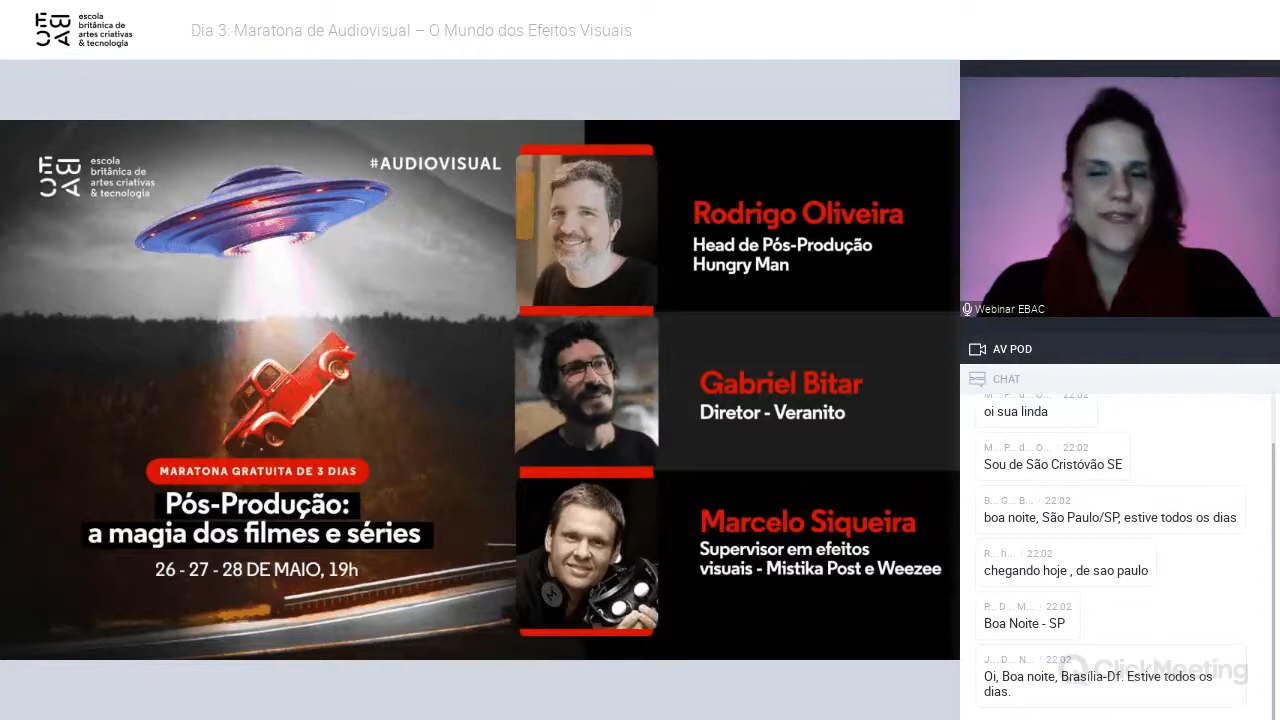 escola
britânica de
artes criativas
& tecnologia
Dia 3: Maratona de Audiovisual – O Mundo dos Efeitos Visuais
escola
britânica de
artes criativas
& tecnologia
#AUDIOVISUAL
MARATONA GRATUITA DE 3 DIAS
Pós-Produção:
a magia dos filmes e séries
26 - 27 - 28 DE MAIO, 19h
Rodrigo Oliveira
Head de Pós-Produção
Hungry Man
Gabriel Bitar
Diretor - Veranito
Marcelo Siqueira
Supervisor em efeitos
visuais - Mistika Post e Weezee
Webinar EBAC
AV POD
CHAT
M... P... d... O... 22:02
oi sua linda
M... P... d... O... 22:02
Sou de São Cristóvão SE
B... G... B... 22:02
boa noite, São Paulo/SP, estive todos os dias
R... h... 22:02
chegando hoje , de sao paulo
P... D... M... 22:02
Boa Noite - SP
J... D... N... 22:02
Oi, Boa noite, Brasília-Df. Estive todos os
dias.
ClickMeeting